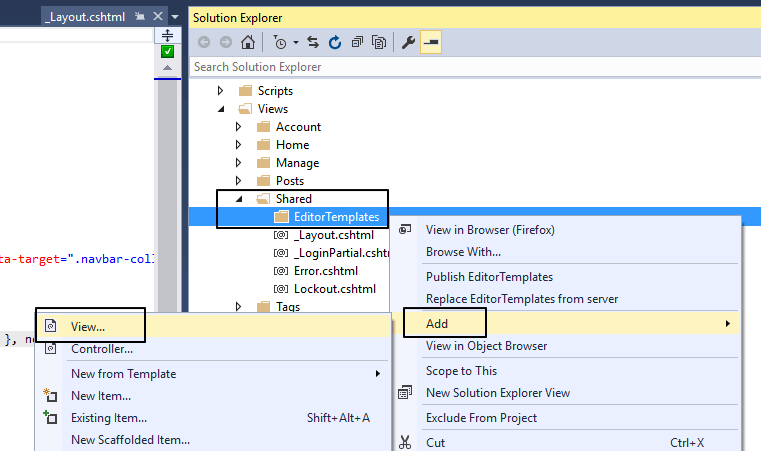 _Layout.cshtml
Solution Explorer
Search Solution Explorer
Scripts
Views
Account
Home
Manage
Posts
Shared
EditorTemplates
_Layout.cshtml
_LoginPartial.cshtm
Error.cshtml
Lockout.cshtml
Tags
ta-target=".navbar-coll
}, n
View in Browser (Firefox)
Browse With...
Publish EditorTemplates
Replace EditorTemplates from server
Add
View in Object Browser
Scope to This
New Solution Explorer View
Exclude From Project
Cut Ctrl+X
View...
Controller...
New from Template
New Item...
Existing Item... Shift+Alt+A
New Scaffolded Item...